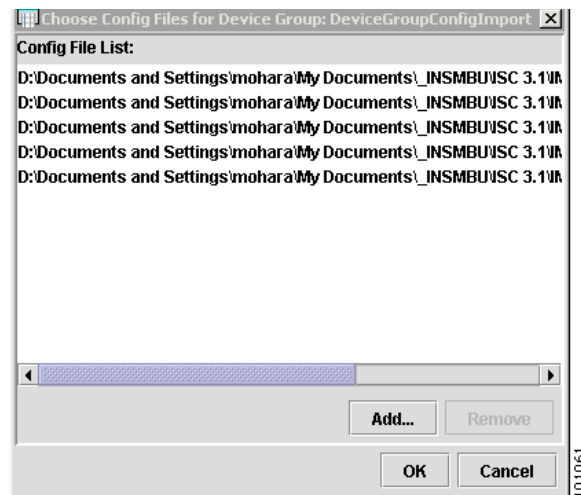 Choose Config Files for Device Group: DeviceGroupConfigImport
Config File List:
D:\Documents and Settings\mohara\My Documents\_INSMBU\ISC 3.1\
D:\Documents and Settings\mohara\My Documents\_INSMBU\ISC 3.1\
D:\Documents and Settings\mohara\My Documents\_INSMBU\ISC 3.1\
D:\Documents and Settings\mohara\My Documents\_INSMBU\ISC 3.1\
D:\Documents and Settings\mohara\My Documents\_INSMBU\ISC 3.1\
Add... Remove
OK Cancel